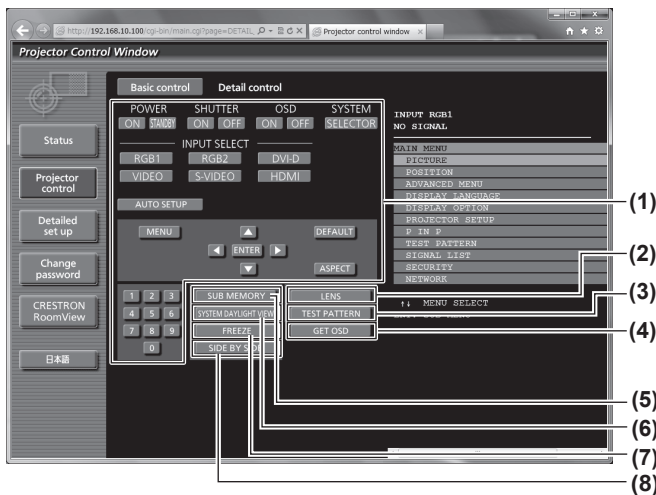 http://192.168.10.100/cgi-bin/main.cgi?page=DETAIL_
Projector control window
Projector Control Window
Basic control Detail control
POWER SHUTTER OSD SYSTEM
ON STANDBY ON OFF ON OFF SELECTOR
INPUT SELECT
RGB1 RGB2 DVI-D
VIDEO S-VIDEO HDMI
AUTO SETUP
MENU DEFAULT
ENTER
ASPECT
1 2 3
4 5 6
7 8 9
0
SUB MEMORY LENS
SYSTEM DAYLIGHT VIEW TEST PATTERN
FREEZE GET OSD
SIDE BY SIDE
Status
Projector
control
Detailed
set up
Change
password
CRESTRON
RoomView
日本語
INPUT RGB1
NO SIGNAL
MAIN MENU
PICTURE
POSITION
ADVANCED MENU
DISPLAY LANGUAGE
DISPLAY OPTION
PROJECTOR SETUP
P IN P
TEST PATTERN
SIGNAL LIST
SECURITY
NETWORK
↑↓ MENU SELECT
(1)
(2)
(3)
(4)
(5)
(6)
(7)
(8)